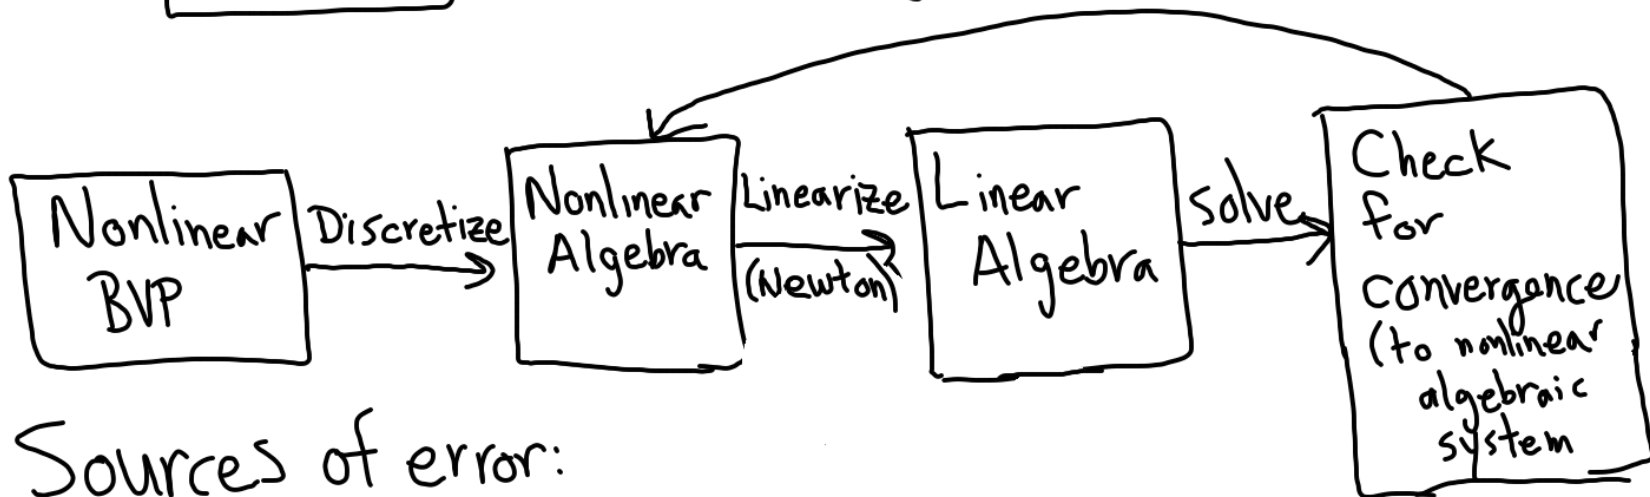 Nonlinear
BVP
Discretize
Nonlinear
Algebra
Linearize
(Newton)
Linear
Algebra
Solve
Check
for
convergence
(to nonlinear
algebraic
system
Sources of error: